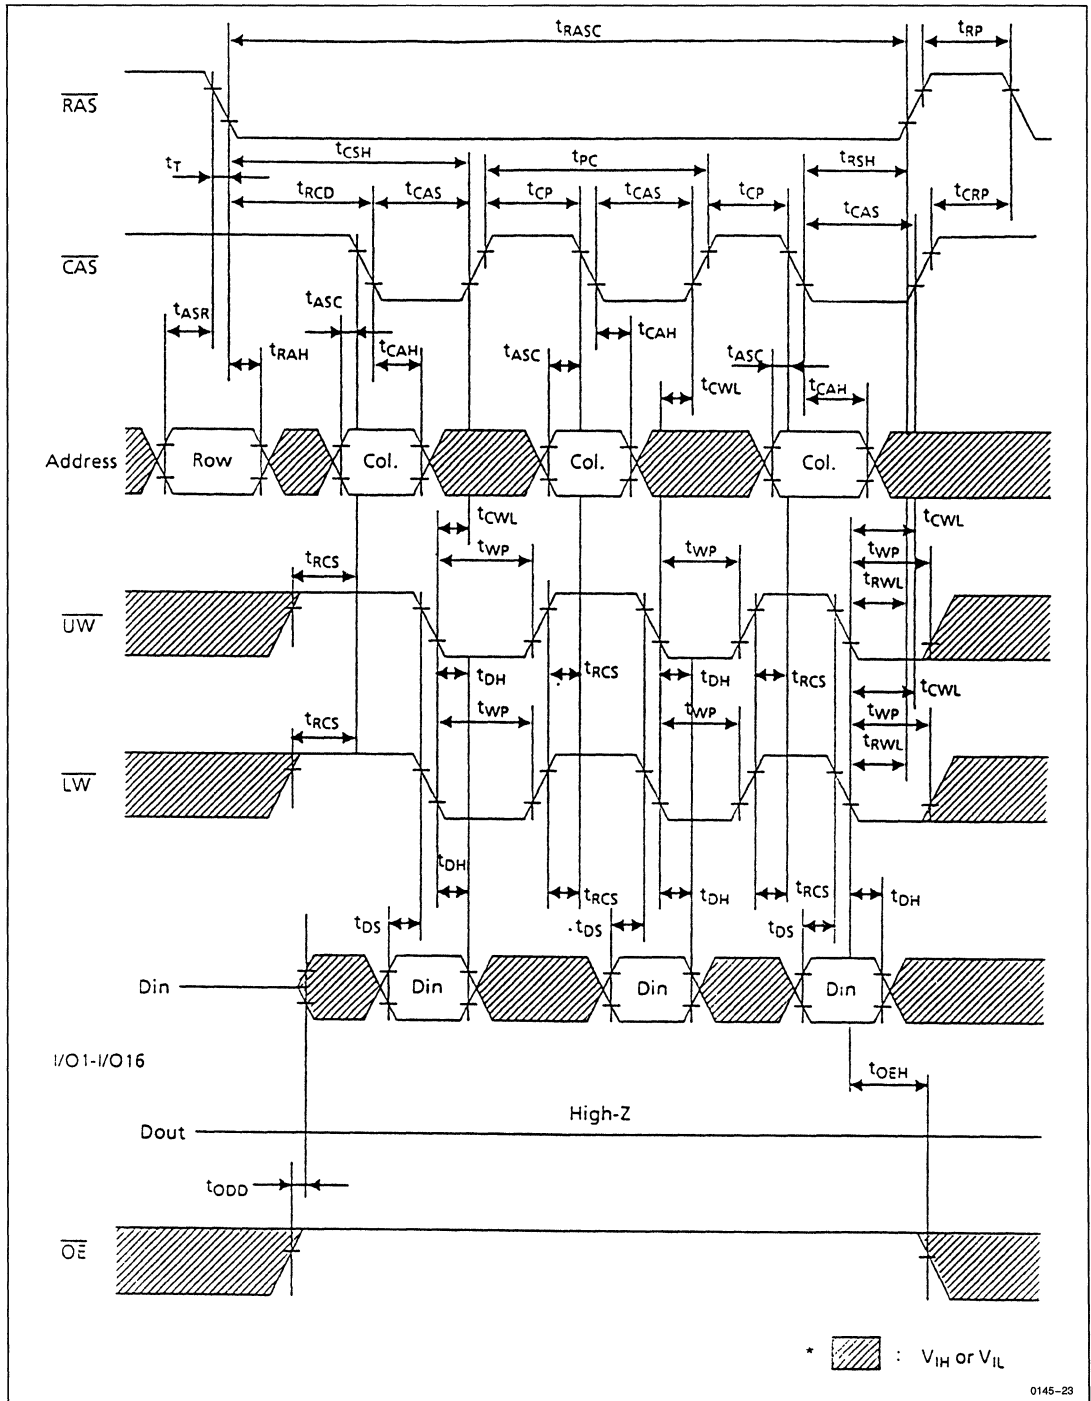 tRASC tRP
RAS
tCSH tPC tRSH
tT
tRCD tCAS tCP tCAS tCP tCAS tCRP
CAS
tASR tASC
tRAH tCAH tASC tCAH tASC tCAH
tCWL
Address Row Col. Col. Col.
tCWL tCWL
tRCS tWP tWP tWP
tRWL
UW
tDH tRCS tDH tRCS tCWL
tRCS tWP tWP tWP
tRWL
LW
tDH tRCS tDH tRCS tDH
tDS tDS tDS
Din Din Din Din
I/O1-I/O16
tOEH
High-Z
Dout
tODD
OE
* : VIH or VIL
0145-23